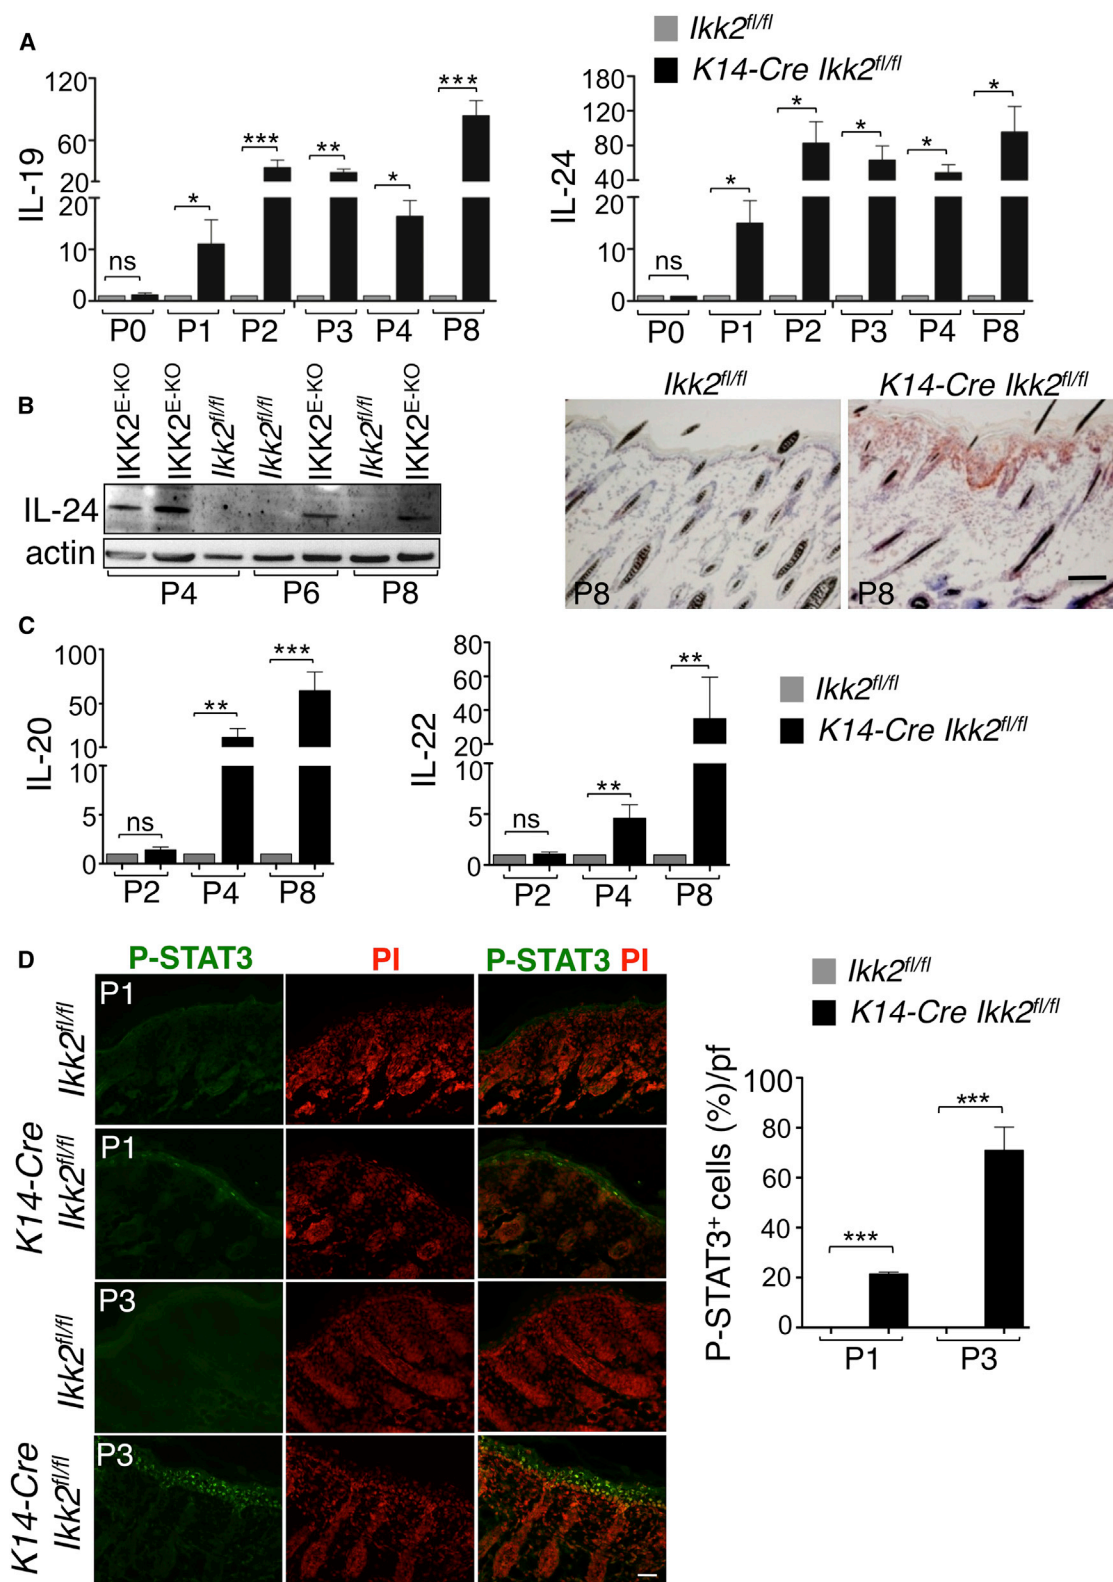 A
Ikk2fl/fl
K14-Cre Ikk2fl/fl
IL-19
120
60
20
20
10
0
ns
*
***
**
*
***
P0 P1 P2 P3 P4 P8
IL-24
180
120
80
40
20
10
0
ns
*
*
*
*
*
P0 P1 P2 P3 P4 P8
B
IKK2E-KO IKK2E-KO Ikk2fl/fl Ikk2fl/fl IKK2E-KO Ikk2fl/fl IKK2E-KO
IL-24
actin
P4 P6 P8
Ikk2fl/fl K14-Cre Ikk2fl/fl
P8 P8
C
IL-20
100
50
10
10
5
0
ns
**
***
P2 P4 P8
IL-22
80
60
40
20
10
5
0
ns
**
**
P2 P4 P8
Ikk2fl/fl
K14-Cre Ikk2fl/fl
D
P-STAT3 PI P-STAT3 PI
Ikk2fl/fl
P1
K14-Cre
Ikk2fl/fl
P1
Ikk2fl/fl
P3
K14-Cre
Ikk2fl/fl
P3
Ikk2fl/fl
K14-Cre Ikk2fl/fl
P-STAT3+ cells (%)/pf
100
80
60
40
20
0
***
***
P1 P3